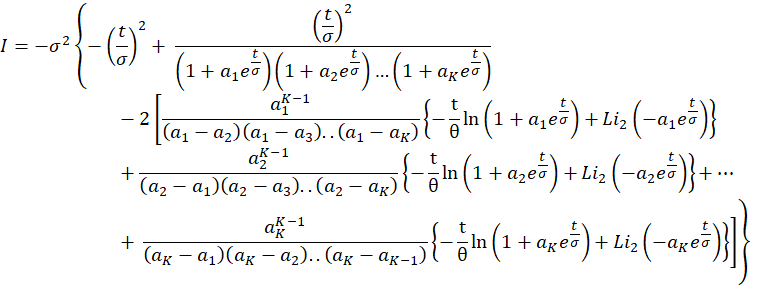 I = −σ² { −(t/σ)² + (t/σ)² / ((1 + a₁e^(t/σ))(1 + a₂e^(t/σ)) … (1 + a_K e^(t/σ)))
− 2 [ a₁^(K−1) / ((a₁ − a₂)(a₁ − a₃)..(a₁ − a_K)) { −t/θ ln(1 + a₁e^(t/σ)) + Li₂(−a₁e^(t/σ)) }
+ a₂^(K−1) / ((a₂ − a₁)(a₂ − a₃)..(a₂ − a_K)) { −t/θ ln(1 + a₂e^(t/σ)) + Li₂(−a₂e^(t/σ)) } + ⋯
+ a_K^(K−1) / ((a_K − a₁)(a_K − a₂)..(a_K − a_(K−1))) { −t/θ ln(1 + a_K e^(t/σ)) + Li₂(−a_K e^(t/σ)) } ] }